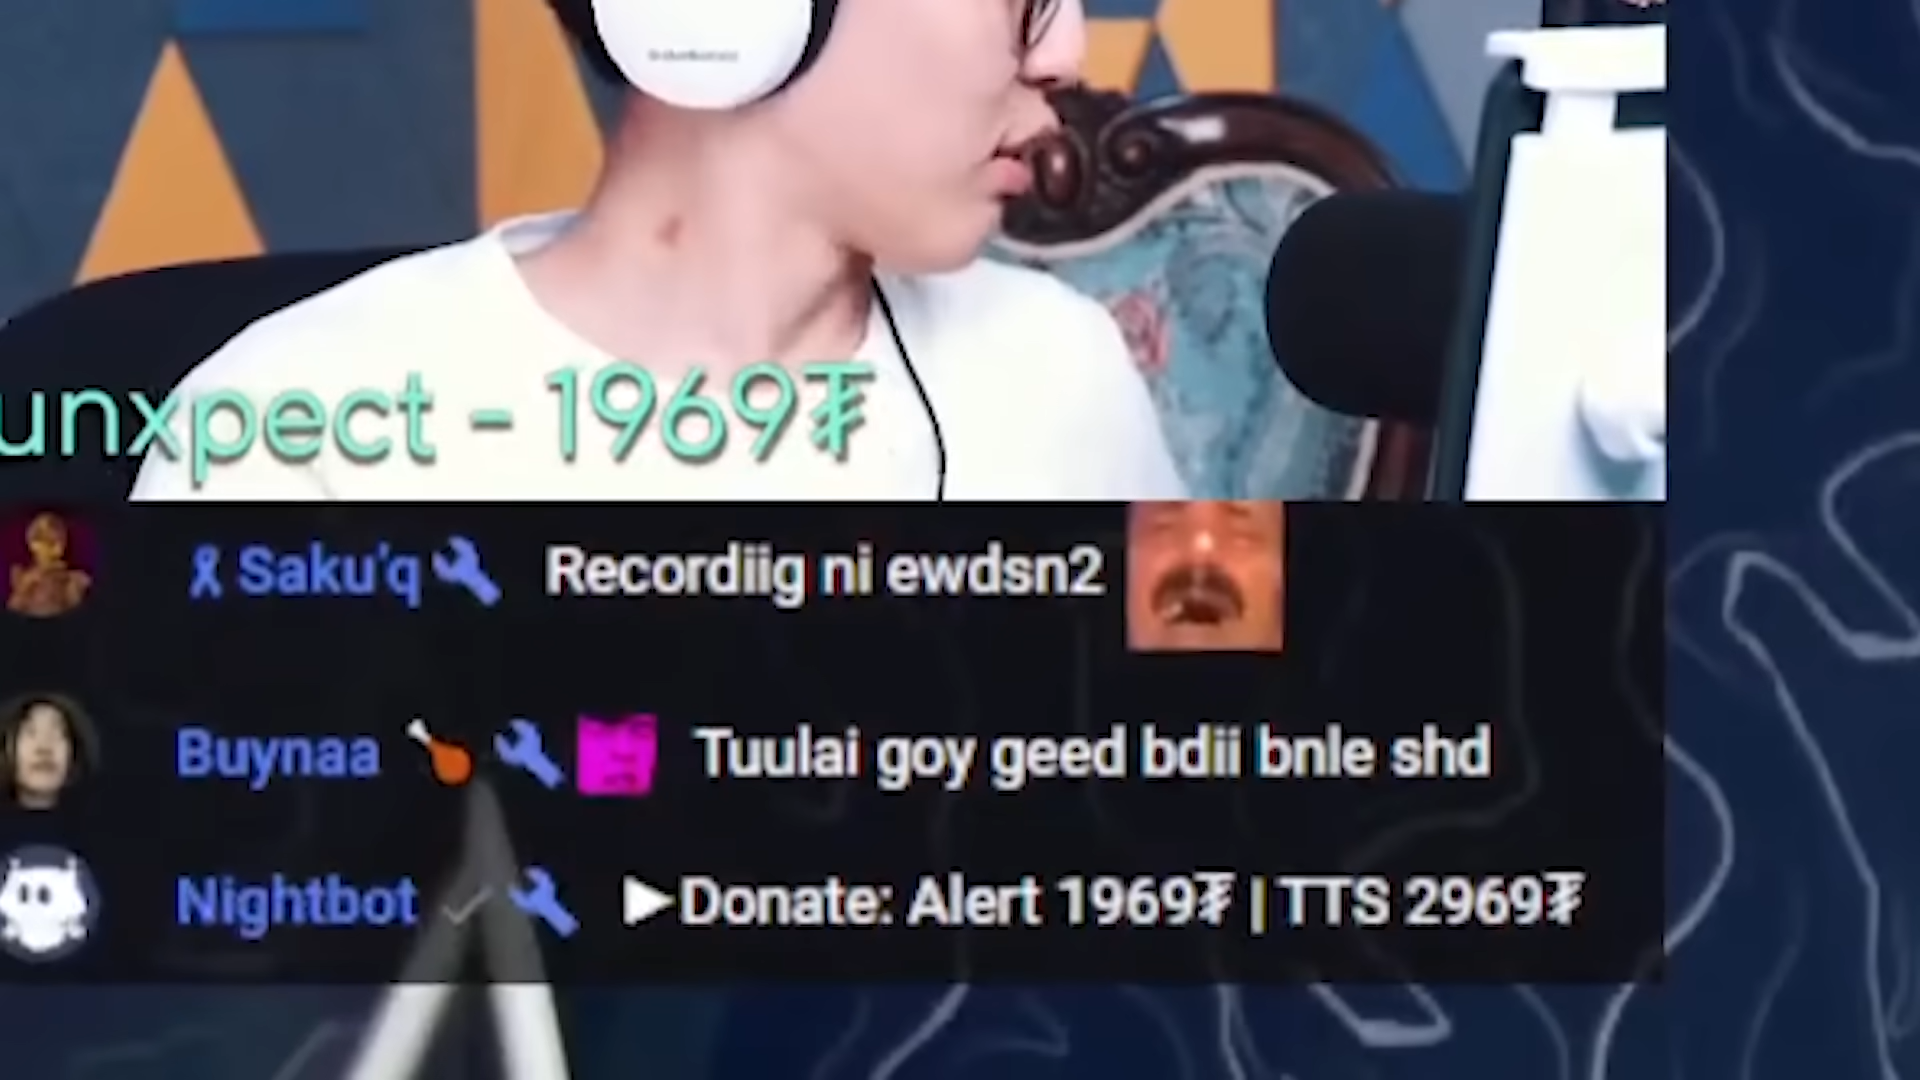 unxpect - 1969₮
Saku'q Recordiig ni ewdsn2
Buynaa Tuulai goy geed bdii bnle shd
Nightbot ▶Donate: Alert 1969₮ | TTS 2969₮